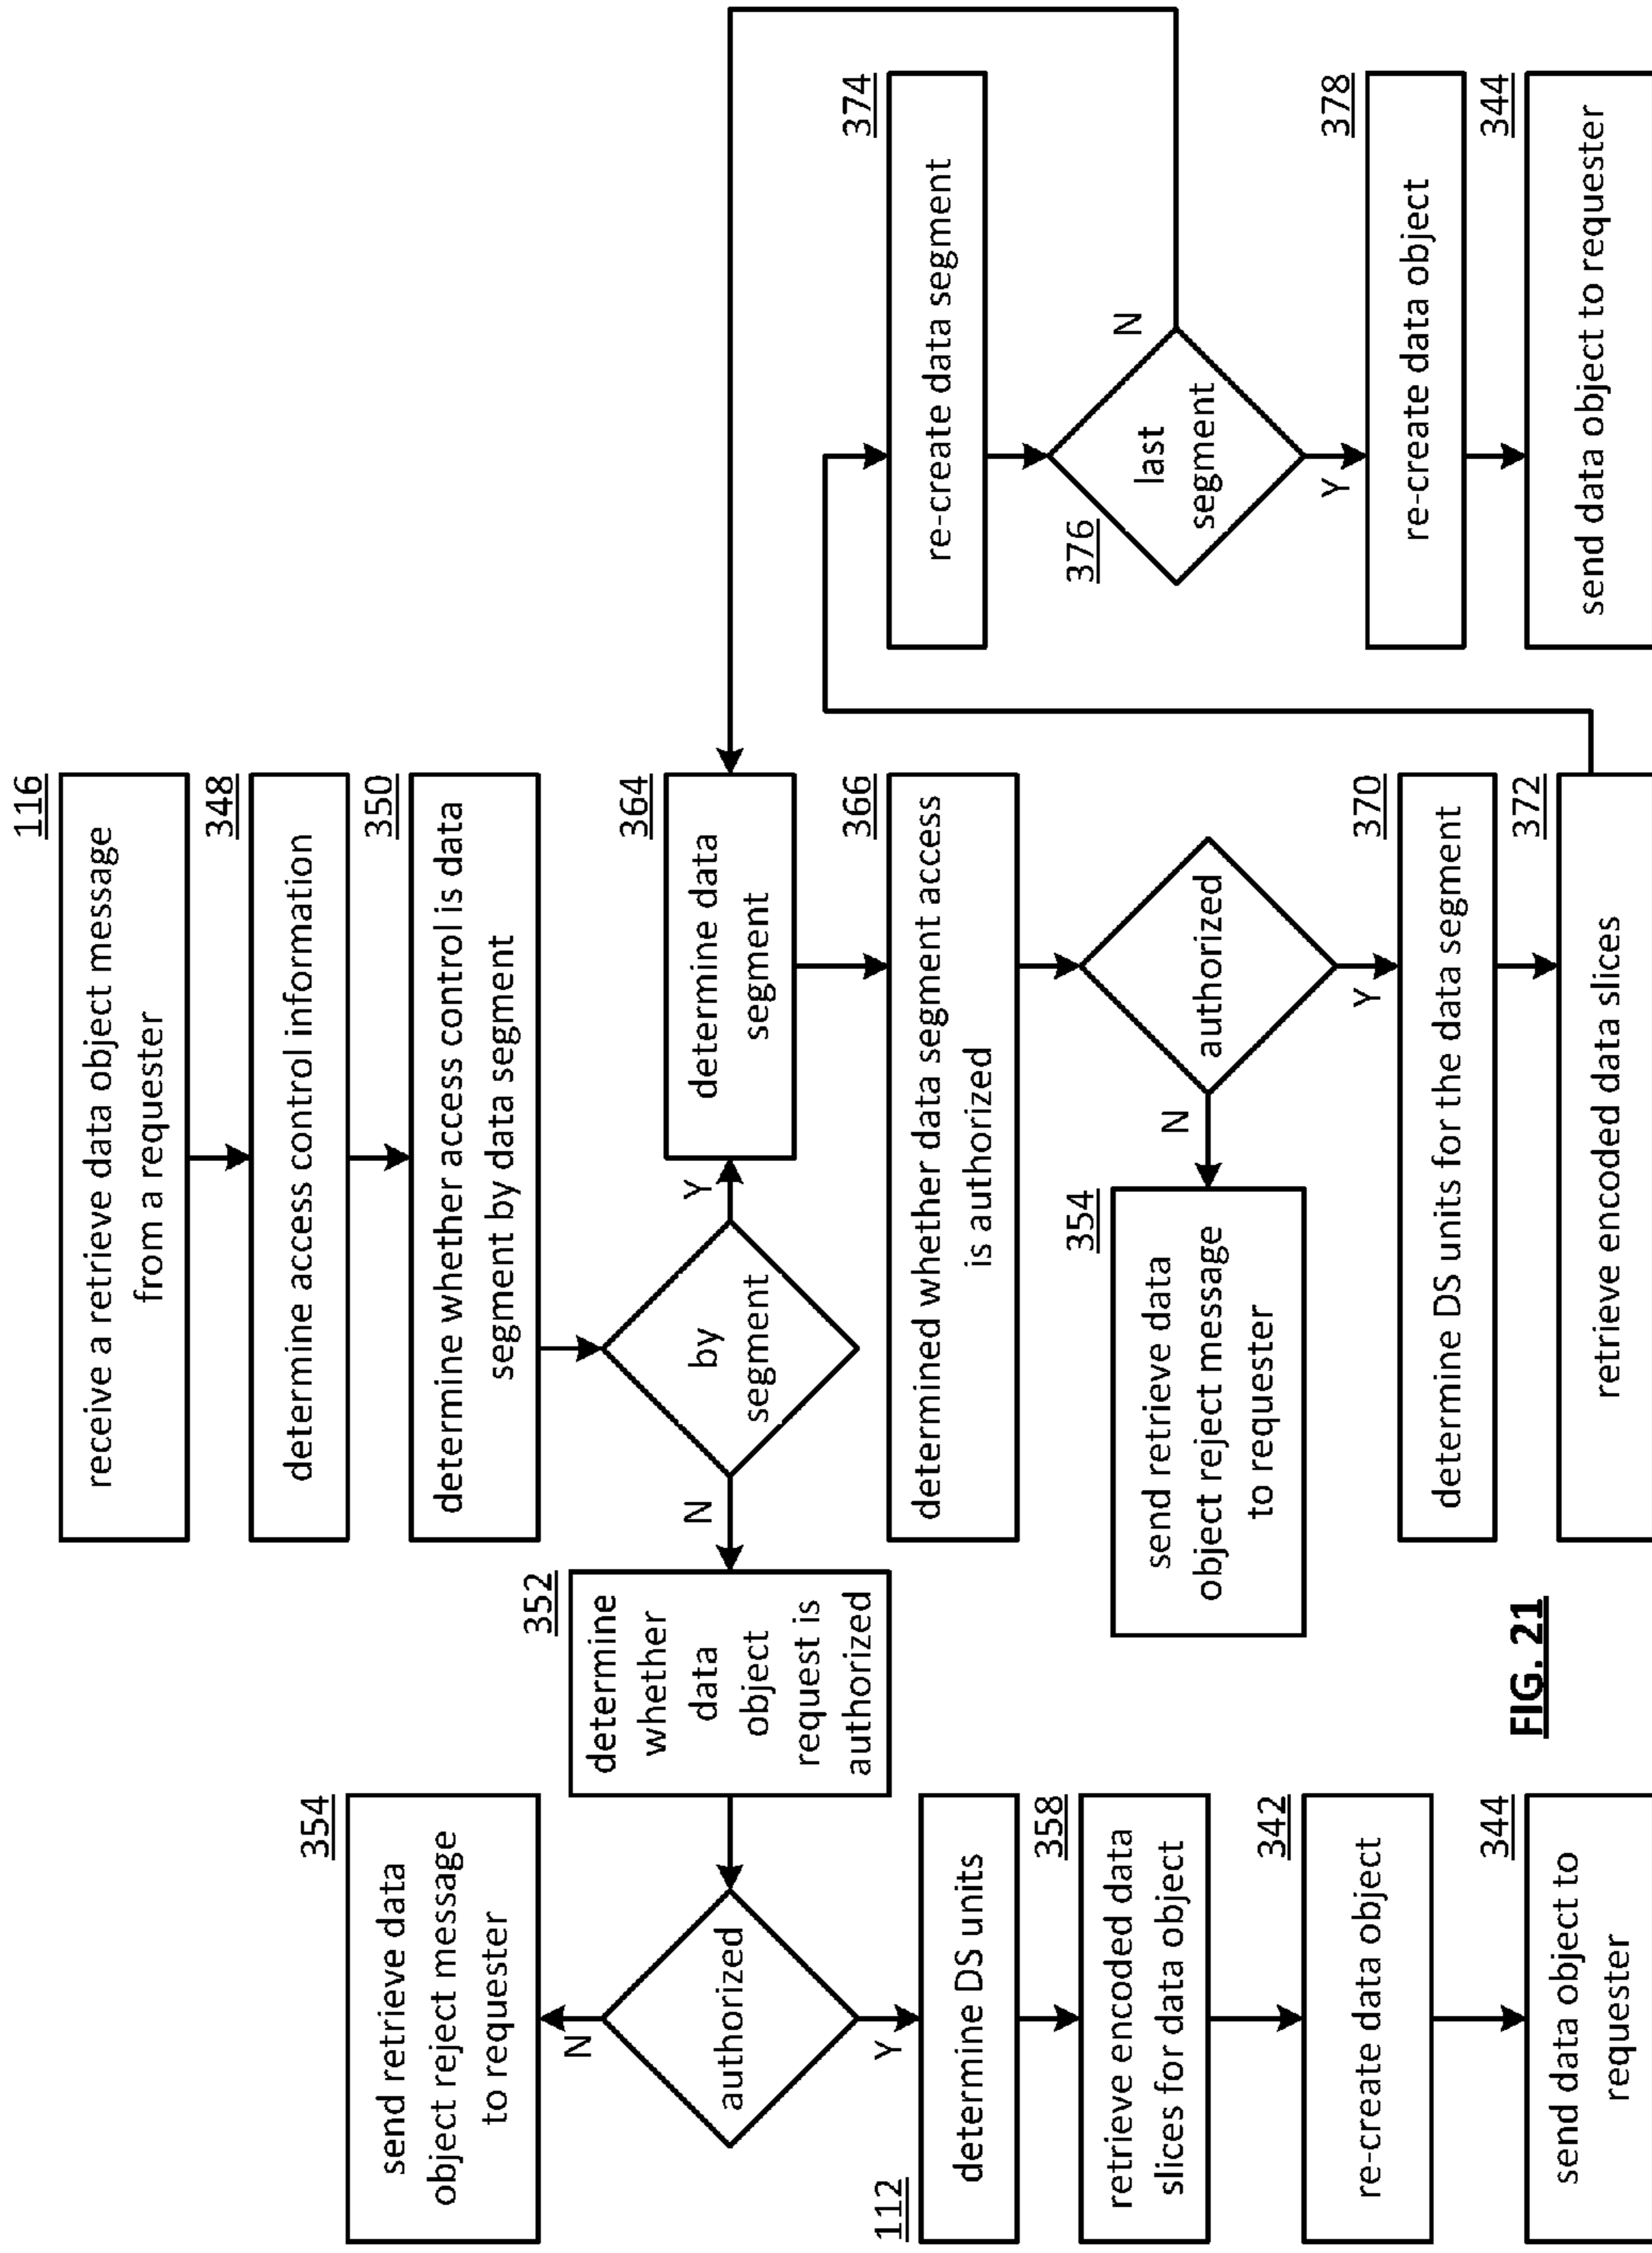 116
receive a retrieve data object message
from a requester
348
determine access control information
350
determine whether access control is data
segment by data segment
by
segment
N
Y
352
determine
whether
data
object
request is
authorized
authorized
N
Y
354
send retrieve data
object reject message
to requester
112
determine DS units
358
retrieve encoded data
slices for data object
342
re-create data object
344
send data object to
requester
364
determine data
segment
366
determined whether data segment access
is authorized
authorized
N
Y
354
send retrieve data
object reject message
to requester
370
determine DS units for the data segment
372
retrieve encoded data slices
374
re-create data segment
376
last
segment
N
Y
378
re-create data object
344
send data object to requester
FIG. 21